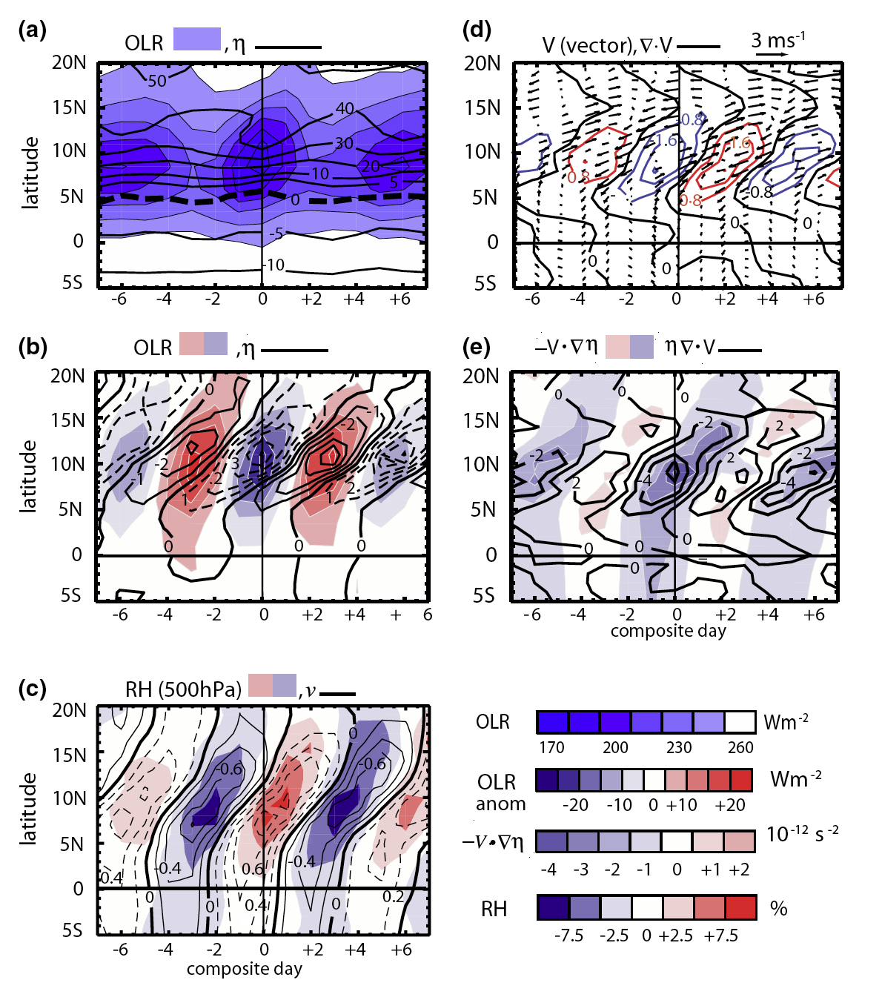 (a)
OLR , η
20N
15N
10N
5N
0
5S
latitude
50
40
30
20
10
5
0
-5
-10
-6 -4 -2 0 +2 +4 +6
(d)
V (vector), ∇·V
3 ms-1
20N
15N
10N
5N
0
5S
-0.8
-1.6
1.6
0.8
0.8
-0.8
0
0
0
0
-6 -4 -2 0 +2 +4 +6
(b)
OLR , η
20N
15N
10N
5N
0
5S
latitude
0
-1
-2
-2
-1
3
2
1
2
1
0
0
0
-6 -4 -2 0 +2 +4 + 6
(e)
–V·∇η η∇·V
20N
15N
10N
5N
0
5S
0
0
0
-2
2
-2
2
-2
-4
-4
2
0
0
0
0
-6 -4 -2 0 +2 +4 +6
composite day
(c)
RH (500hPa) , v
20N
15N
10N
5N
0
5S
latitude
0
-0.6
-0.6
-0.4
-0.4
0.4
0.6
0
0
0.4
0
0.2
-6 -4 -2 0 +2 +4 +6
composite day
OLR Wm-2
170 200 230 260
OLR anom Wm-2
-20 -10 0 +10 +20
–V·∇η 10-12 s-2
-4 -3 -2 -1 0 +1 +2
RH %
-7.5 -2.5 0 +2.5 +7.5